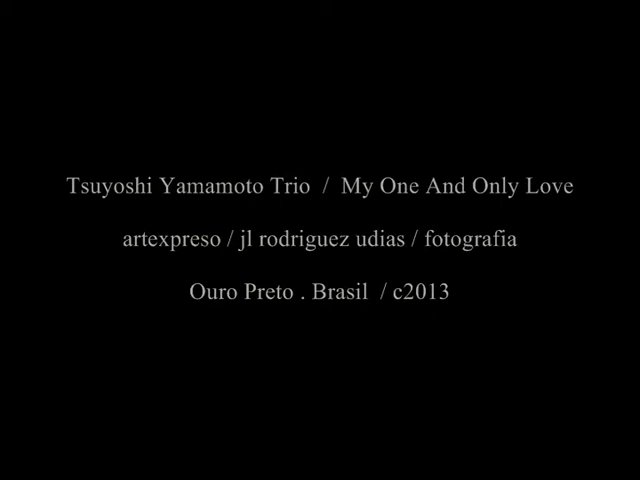 Tsuyoshi Yamamoto Trio / My One And Only Love
artexpreso / jl rodriguez udias / fotografia
Ouro Preto . Brasil / c2013